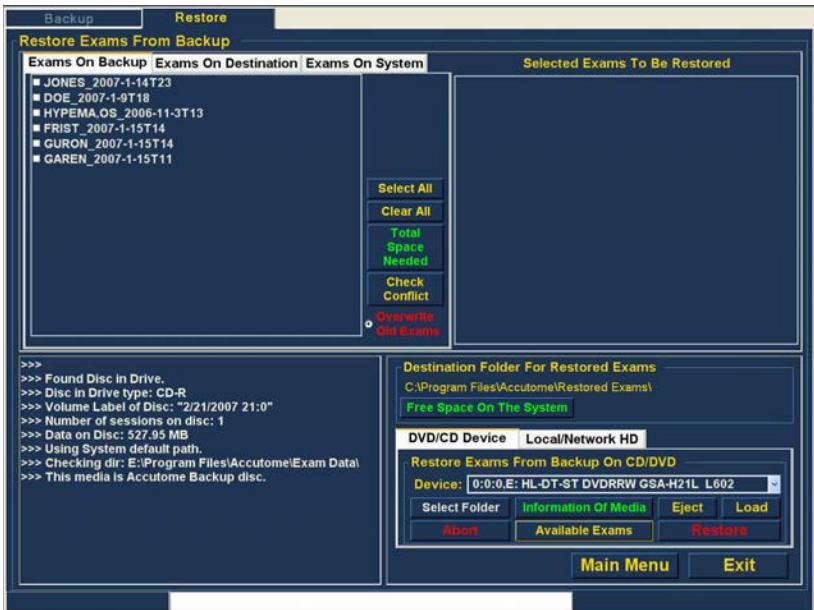 Backup
Restore
Restore Exams From Backup
Exams On Backup
Exams On Destination
Exams On System
JONES_2007-1-14T23
DOE_2007-1-9T18
HYPEMA,OS_2006-11-3T13
FRIST_2007-1-15T14
GURON_2007-1-15T14
GAREN_2007-1-15T11
Select All
Clear All
Total
Space
Needed
Check
Conflict
Overwrite
Old Exams
Selected Exams To Be Restored
>>>
>>> Found Disc in Drive.
>>> Disc in Drive type: CD-R
>>> Volume Label of Disc: "2/21/2007 21:0"
>>> Number of sessions on disc: 1
>>> Data on Disc: 527.95 MB
>>> Using System default path.
>>> Checking dir: E:\Program Files\Accutome\Exam Data\
>>> This media is Accutome Backup disc.
Destination Folder For Restored Exams
C:\Program Files\Accutome\Restored Exams\
Free Space On The System
DVD/CD Device
Local/Network HD
Restore Exams From Backup On CD/DVD
Device: 0:0:0,E: HL-DT-ST DVDRRW GSA-H21L L602
Select Folder
Information Of Media
Eject
Load
Abort
Available Exams
Restore
Main Menu
Exit